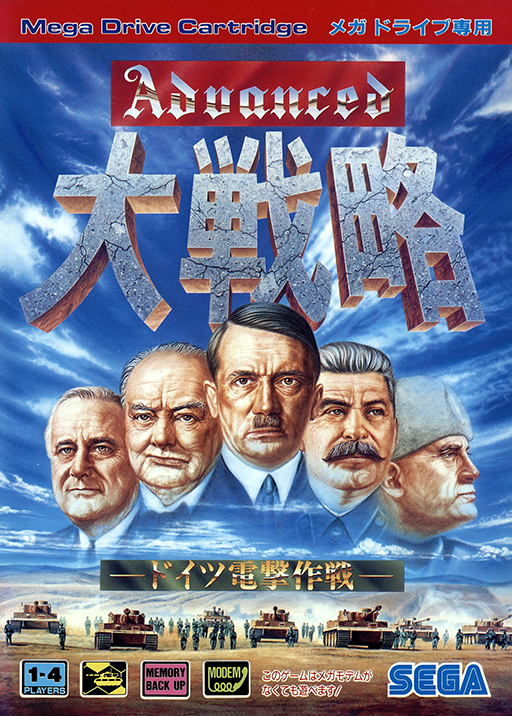 Mega Drive Cartridge メガドライブ専用
Advanced
大戦略
―ドイツ電撃作戦―
1-4
PLAYERS
MEMORY
BACK UP
MODEM
このゲームはメガモデムが
なくても遊べます!
SEGA